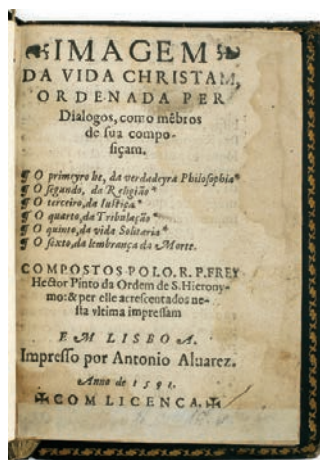 IMAGEM
DA VIDA CHRISTAM,
ORDENADA PER
Dialogos, como mẽbros
de sua compo-
siçam.
¶ O primeyro he, da verdadeyra Philosophia*
¶ O segundo, da Religião*
¶ O terceiro, da Iustiça*
¶ O quarto, da Tribulação*
¶ O quinto, da vida Solitaria*
¶ O sexto, da lembrança da Morte.
COMPOSTOS POLO. R. P. FREY
Hector Pinto da Ordem de S. Hierony-
mo: & per elle acrescentados ne-
sta vltima impressam
EM LISBOA.
Impresso por Antonio Aluarez.
Anno de 1591.
✠ COM LICENCA. ✠